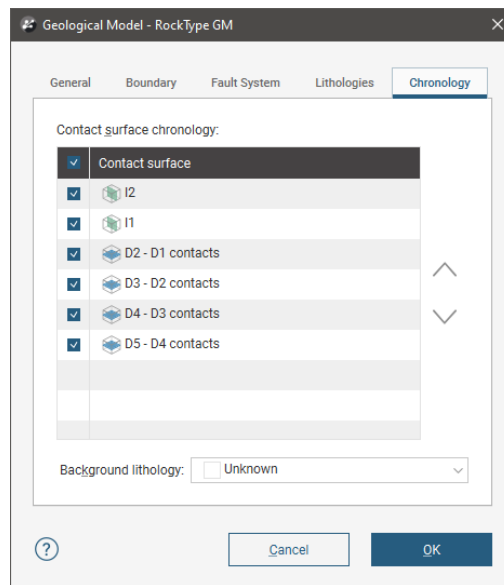 Geological Model - RockType GM
General Boundary Fault System Lithologies Chronology
Contact surface chronology:
Contact surface
I2
I1
D2 - D1 contacts
D3 - D2 contacts
D4 - D3 contacts
D5 - D4 contacts
Background lithology: Unknown
? Cancel OK